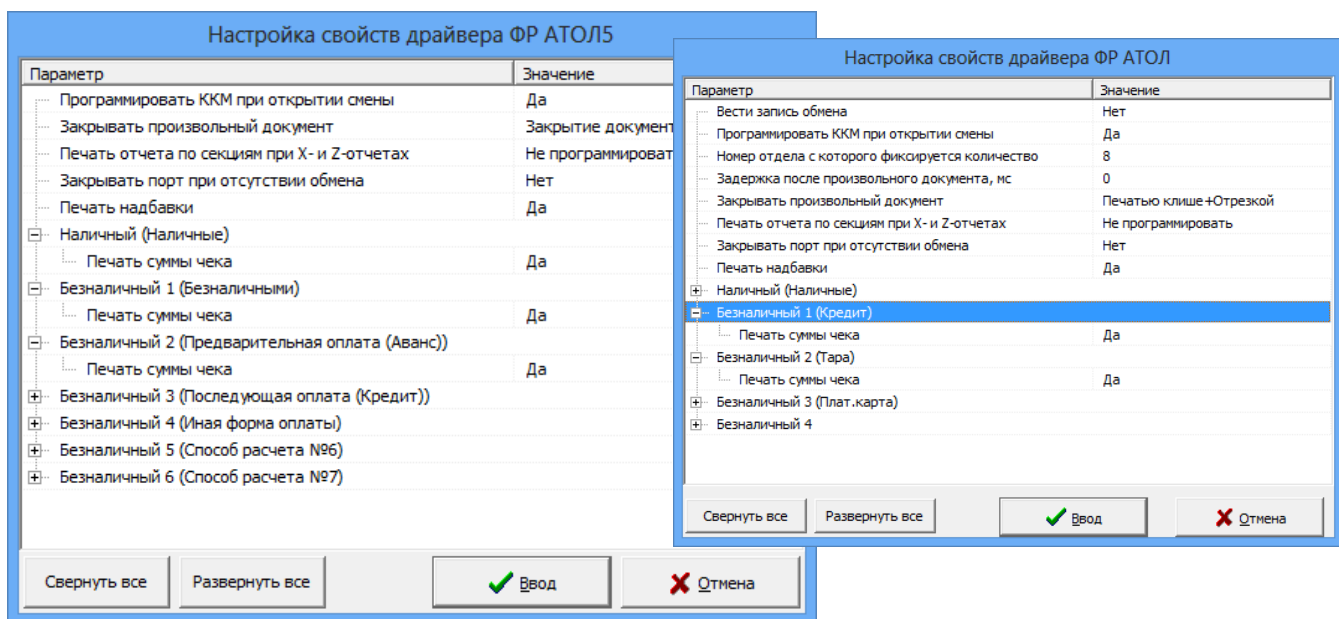 Настройка свойств драйвера ФР АТОЛ5
Параметр Значение
Программировать ККМ при открытии смены Да
Закрывать произвольный документ Закрытие документ
Печать отчета по секциям при X- и Z-отчетах Не программироват
Закрывать порт при отсутствии обмена Нет
Печать надбавки Да
Наличный (Наличные)
Печать суммы чека Да
Безналичный 1 (Безналичными)
Печать суммы чека Да
Безналичный 2 (Предварительная оплата (Аванс))
Печать суммы чека Да
Безналичный 3 (Последующая оплата (Кредит))
Безналичный 4 (Иная форма оплаты)
Безналичный 5 (Способ расчета №6)
Безналичный 6 (Способ расчета №7)
Свернуть все Развернуть все Ввод Отмена
Настройка свойств драйвера ФР АТОЛ
Параметр Значение
Вести запись обмена Нет
Программировать ККМ при открытии смены Да
Номер отдела с которого фиксируется количество 8
Задержка после произвольного документа, мс 0
Закрывать произвольный документ Печатью клише+Отрезкой
Печать отчета по секциям при X- и Z-отчетах Не программировать
Закрывать порт при отсутствии обмена Нет
Печать надбавки Да
Наличный (Наличные)
Безналичный 1 (Кредит)
Печать суммы чека Да
Безналичный 2 (Тара)
Печать суммы чека Да
Безналичный 3 (Плат.карта)
Безналичный 4
Свернуть все Развернуть все Ввод Отмена